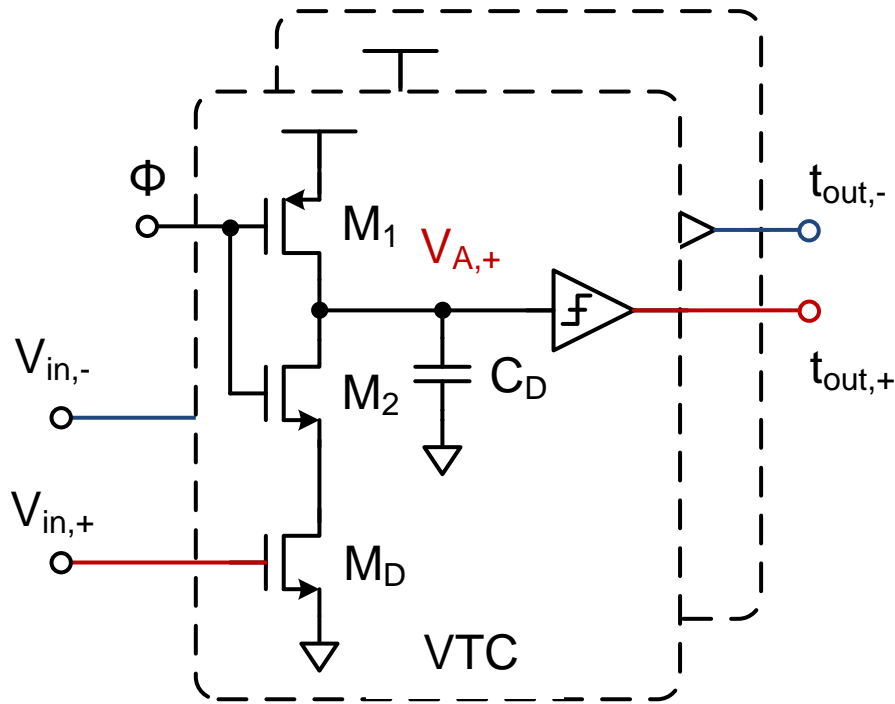 Φ
M1
VA,+
tout,-
Vin,-
M2
CD
tout,+
Vin,+
MD
VTC